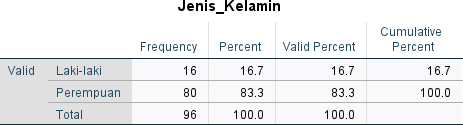 Jenis_Kelamin
Frequency Percent Valid Percent Cumulative Percent
Valid Laki-laki 16 16.7 16.7 16.7
Perempuan 80 83.3 83.3 100.0
Total 96 100.0 100.0